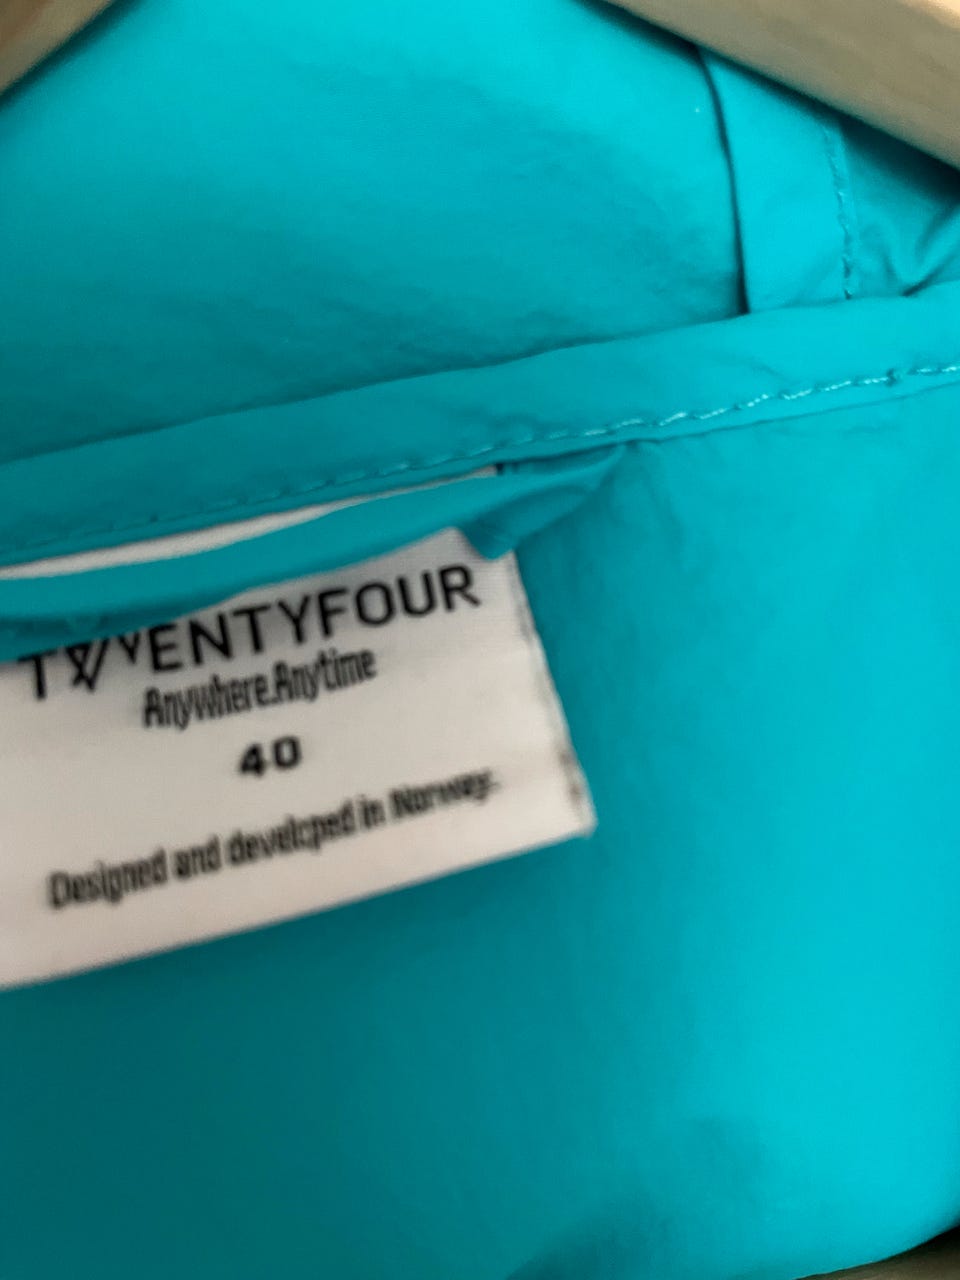 TWENTYFOUR
Anywhere.Anytime
40
Designed and developed in Norway.